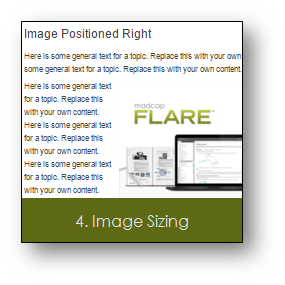 Image Positioned Right
Here is some general text for a topic. Replace this with your own
some general text for a topic. Replace this with your own content.
Here is some general text
for a topic. Replace this
with your own content.
Here is some general text
for a topic. Replace this
with your own content.
Here is some general text
for a topic. Replace this
with your own content.
madcap
FLARE
4. Image Sizing